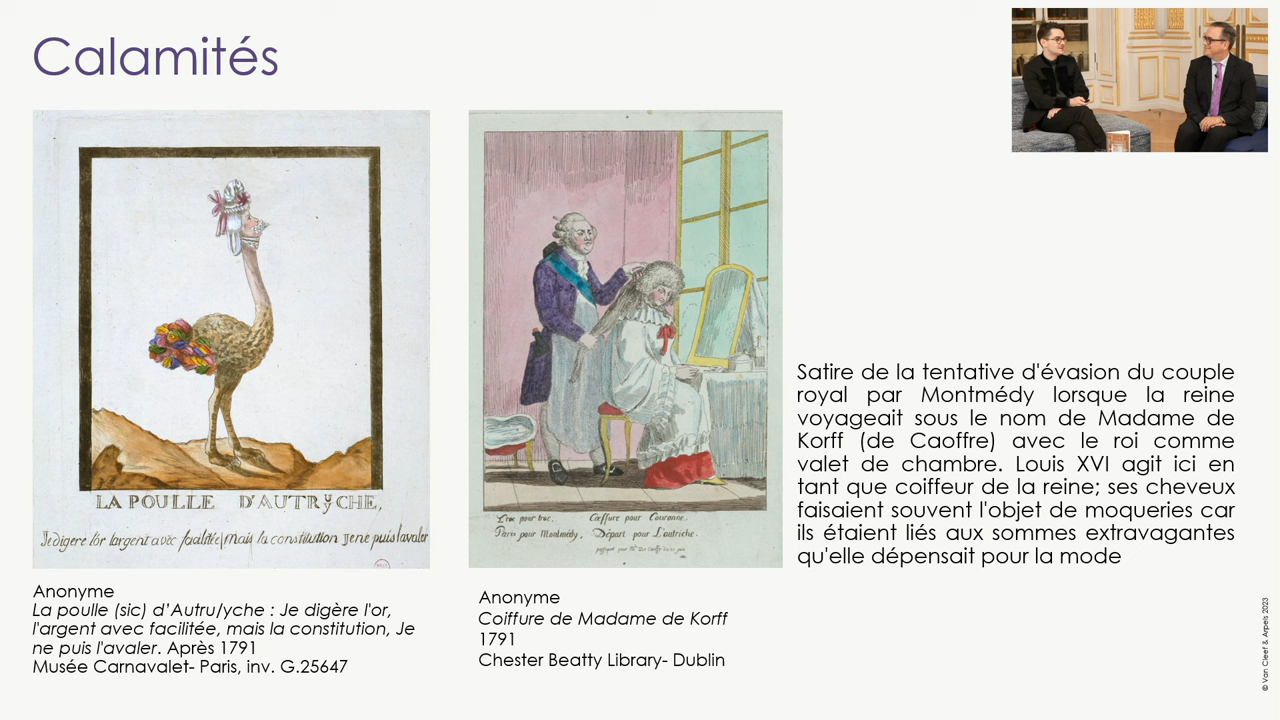 Calamités
LA POULLE D'AUTRŷCHE,
Je digere l'or largent avec facilitée mais la constitution je ne puis lavaler
Troc pour troc. Coëffure pour Couronne.
Paris pour Montmédy. Départ pour L'autriche.
Anonyme
La poulle (sic) d'Autru/yche : Je digère l'or,
l'argent avec facilitée, mais la constitution, Je
ne puis l'avaler. Après 1791
Musée Carnavalet- Paris, inv. G.25647
Anonyme
Coiffure de Madame de Korff
1791
Chester Beatty Library- Dublin
Satire de la tentative d'évasion du couple
royal par Montmédy lorsque la reine
voyageait sous le nom de Madame de
Korff (de Caoffre) avec le roi comme
valet de chambre. Louis XVI agit ici en
tant que coiffeur de la reine; ses cheveux
faisaient souvent l'objet de moqueries car
ils étaient liés aux sommes extravagantes
qu'elle dépensait pour la mode
© Van Cleef & Arpels 2023